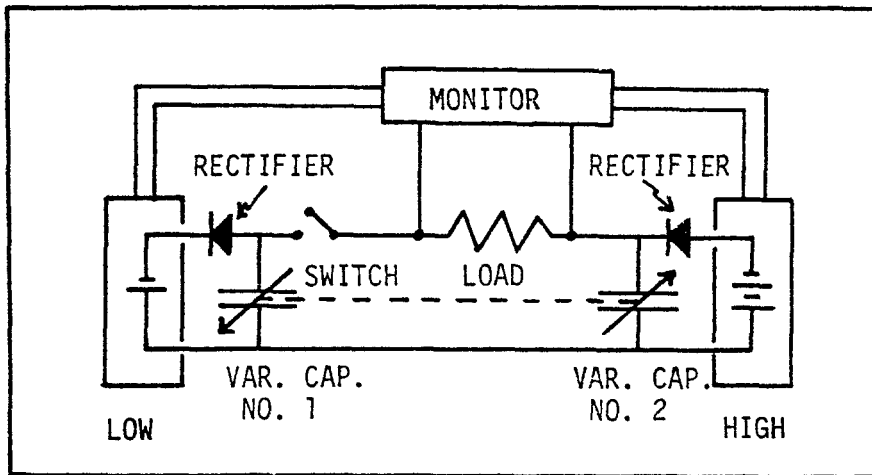 MONITOR
RECTIFIER
RECTIFIER
SWITCH
LOAD
VAR. CAP.
NO. 1
VAR. CAP.
NO. 2
LOW
HIGH